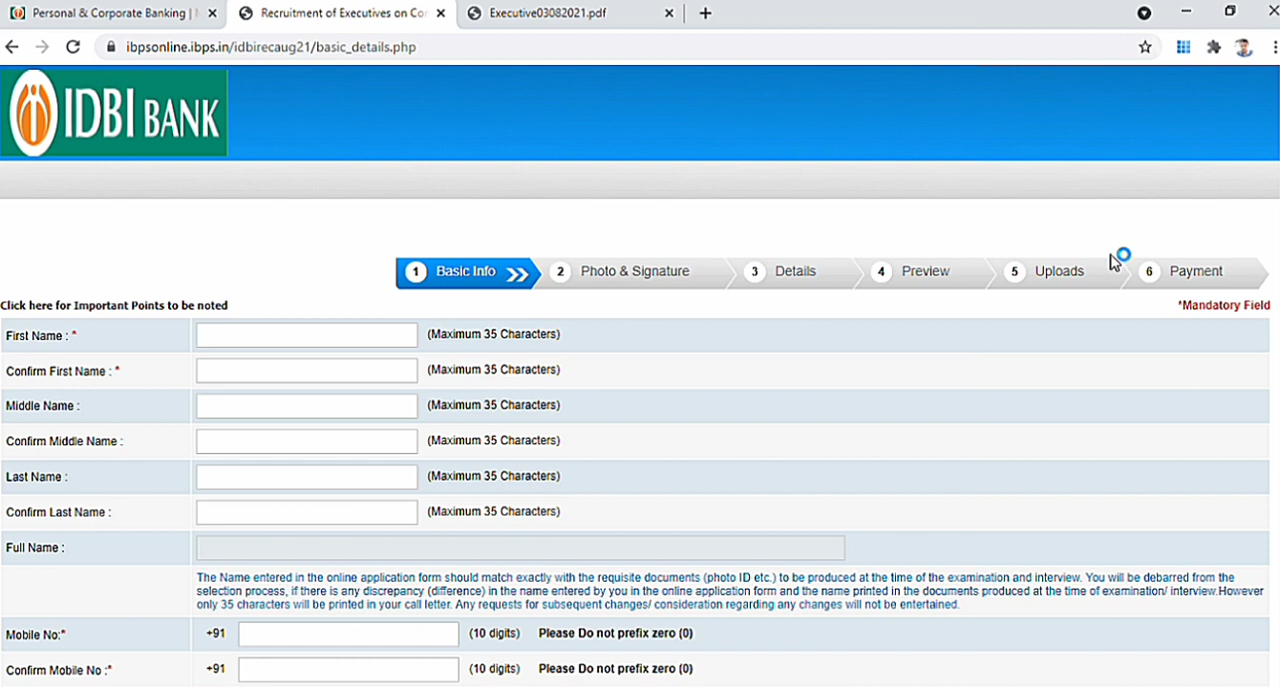 Personal & Corporate Banking |
Recruitment of Executives on Co
Executive03082021.pdf
ibpsonline.ibps.in/idbirecaug21/basic_details.php
IDBI BANK
1 Basic Info
2 Photo & Signature
3 Details
4 Preview
5 Uploads
6 Payment
Click here for Important Points to be noted
*Mandatory Field
First Name : *
(Maximum 35 Characters)
Confirm First Name : *
(Maximum 35 Characters)
Middle Name :
(Maximum 35 Characters)
Confirm Middle Name :
(Maximum 35 Characters)
Last Name :
(Maximum 35 Characters)
Confirm Last Name :
(Maximum 35 Characters)
Full Name :
The Name entered in the online application form should match exactly with the requisite documents (photo ID etc.) to be produced at the time of the examination and interview. You will be debarred from the
selection process, if there is any discrepancy (difference) in the name entered by you in the online application form and the name printed in the documents produced at the time of examination/ interview.However
only 35 characters will be printed in your call letter. Any requests for subsequent changes/ consideration regarding any changes will not be entertained.
Mobile No:*
+91
(10 digits) Please Do not prefix zero (0)
Confirm Mobile No :*
+91
(10 digits) Please Do not prefix zero (0)